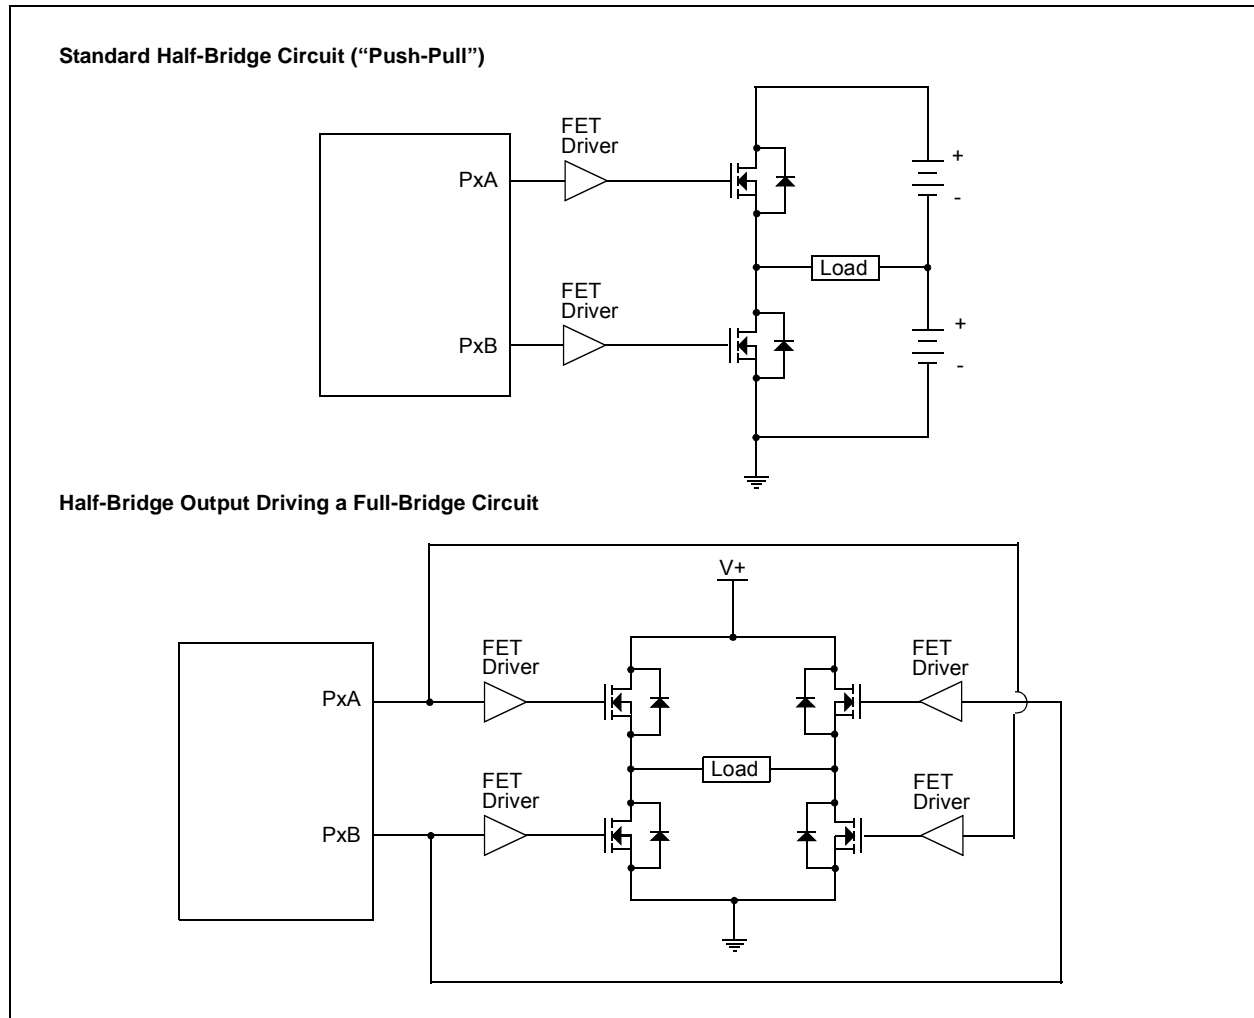 Standard Half-Bridge Circuit (“Push-Pull”)
FET
Driver
PxA
+
-
Load
FET
Driver
PxB
+
-
Half-Bridge Output Driving a Full-Bridge Circuit
V+
FET
Driver
FET
Driver
PxA
Load
FET
Driver
FET
Driver
PxB